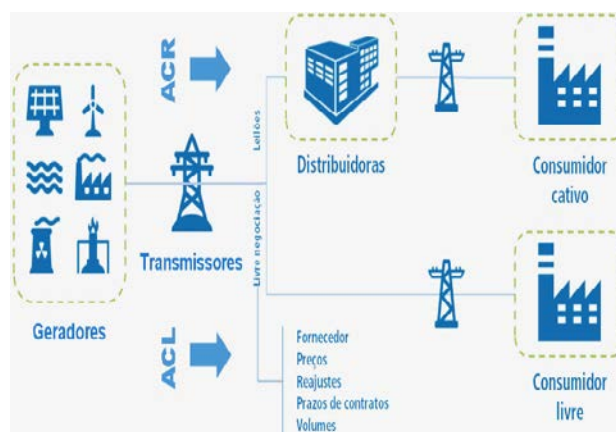 ACR
Leilões
Distribuidoras
Consumidor
cativo
Transmissores
Livre negociação
Geradores
ACL
Fornecedor
Preços
Reajustes
Prazos de contratos
Volumes
Consumidor
livre